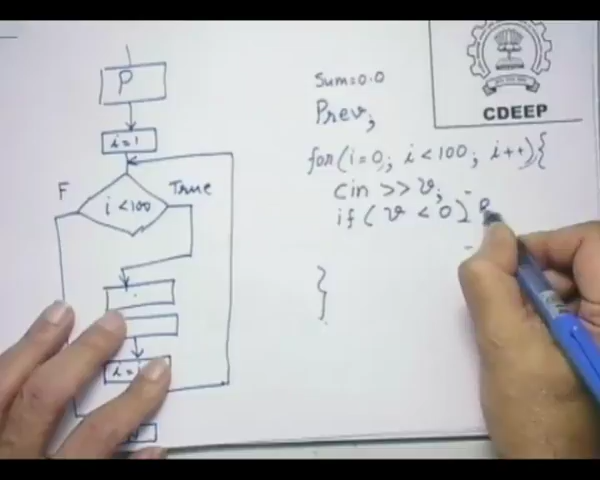 P
i=1
F
True
i<100
Sum=0.0
Prev;
for(i=0; i<100; i++){
cin >> v;
if( v < 0)
}
CDEEP